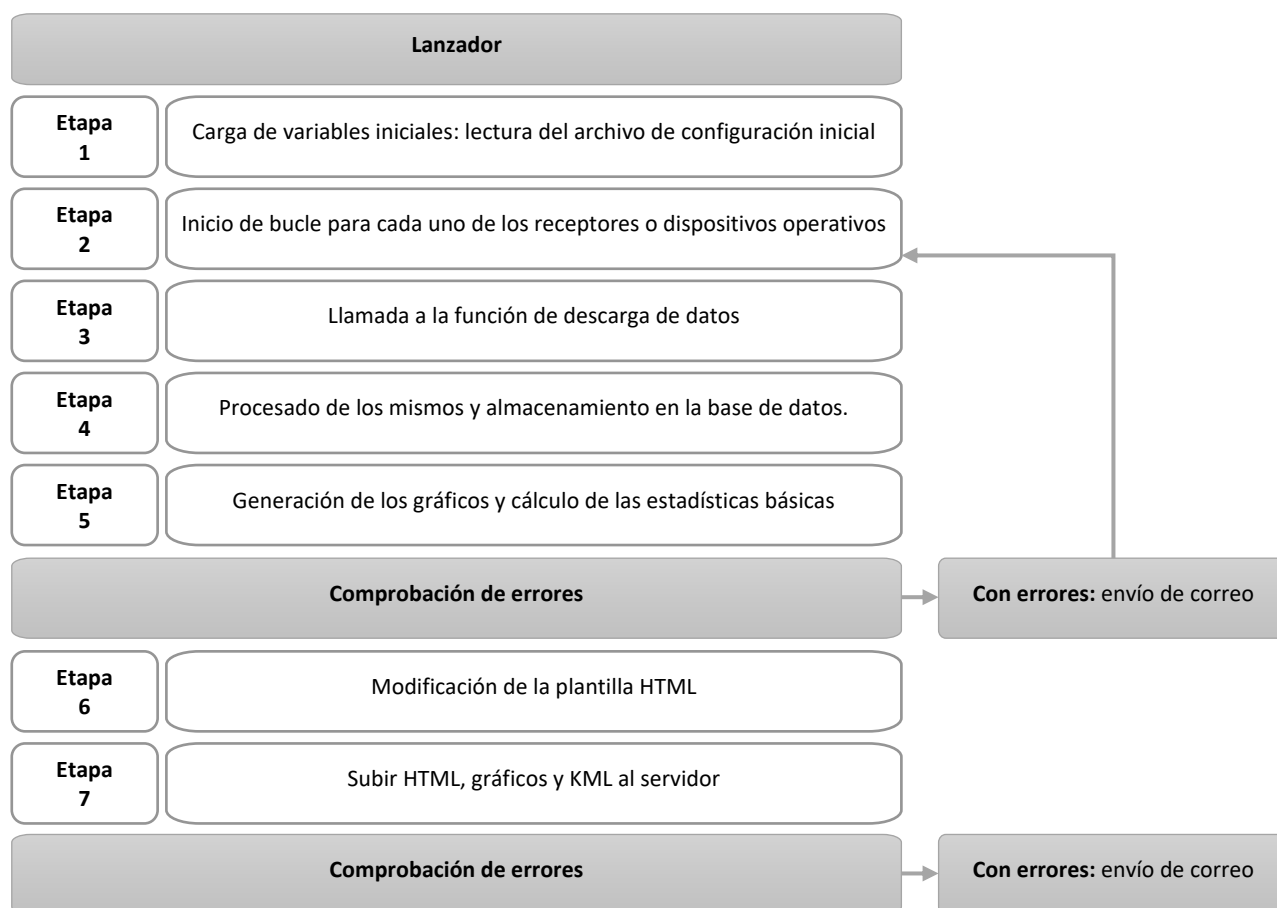 Lanzador
Etapa
1
Carga de variables iniciales: lectura del archivo de configuración inicial
Etapa
2
Inicio de bucle para cada uno de los receptores o dispositivos operativos
Etapa
3
Llamada a la función de descarga de datos
Etapa
4
Procesado de los mismos y almacenamiento en la base de datos.
Etapa
5
Generación de los gráficos y cálculo de las estadísticas básicas
Comprobación de errores
Con errores: envío de correo
Etapa
6
Modificación de la plantilla HTML
Etapa
7
Subir HTML, gráficos y KML al servidor
Comprobación de errores
Con errores: envío de correo